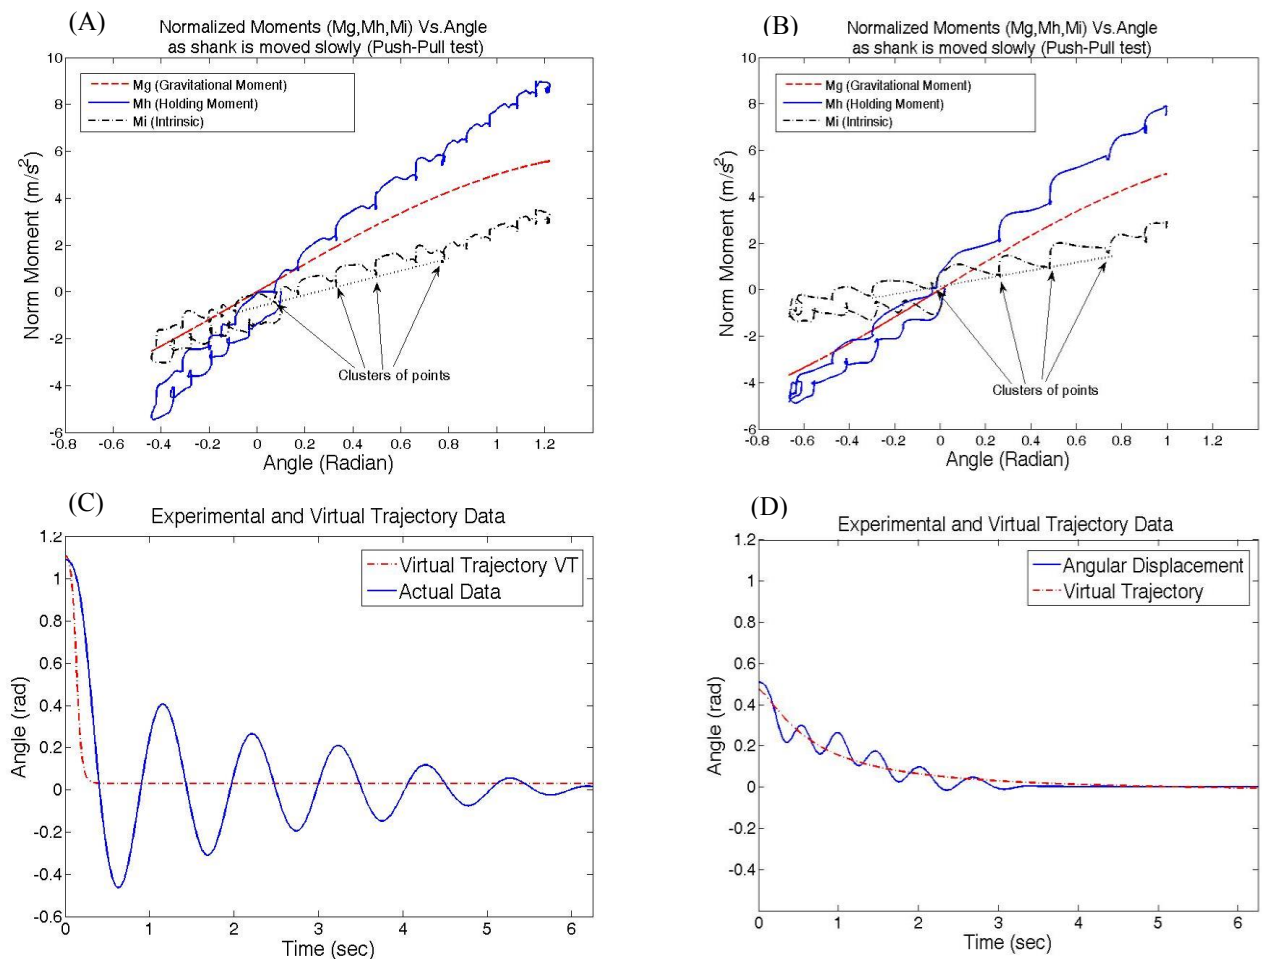 (A)
Normalized Moments (Mg,Mh,Mi) Vs.Angle
as shank is moved slowly (Push-Pull test)
Mg (Gravitational Moment)
Mh (Holding Moment)
Mi (Intrinsic)
10
8
6
4
2
0
-2
-4
-6
Norm Moment (m/s²)
Clusters of points
-0.8 -0.6 -0.4 -0.2 0 0.2 0.4 0.6 0.8 1 1.2
Angle (Radian)
(B)
Normalized Moments (Mg,Mh,Mi) Vs.Angle
as shank is moved slowly (Push-Pull test)
Mg (Gravitational Moment)
Mh (Holding Moment)
Mi (Intrinsic)
10
8
6
4
2
0
-2
-4
-6
Norm Moment (m/s²)
Clusters of points
-0.8 -0.6 -0.4 -0.2 0 0.2 0.4 0.6 0.8 1 1.2
Angle (Radian)
(C)
Experimental and Virtual Trajectory Data
Virtual Trajectory VT
Actual Data
1.2
1
0.8
0.6
0.4
0.2
0
-0.2
-0.4
-0.6
Angle (rad)
0 1 2 3 4 5 6
Time (sec)
(D)
Experimental and Virtual Trajectory Data
Angular Displacement
Virtual Trajectory
1.2
1
0.8
0.6
0.4
0.2
0
-0.2
-0.4
Angle (rad)
0 1 2 3 4 5 6
Time (sec)